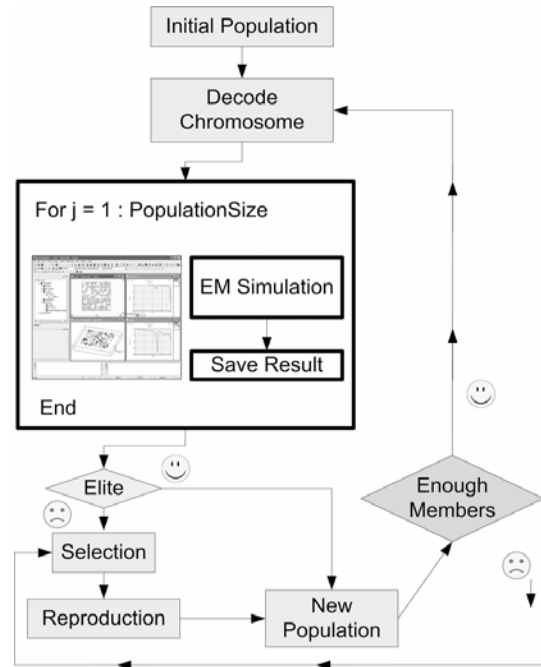 Initial Population
Decode
Chromosome
For j = 1 : PopulationSize
EM Simulation
Save Result
End
Elite
Enough
Members
Selection
Reproduction
New
Population